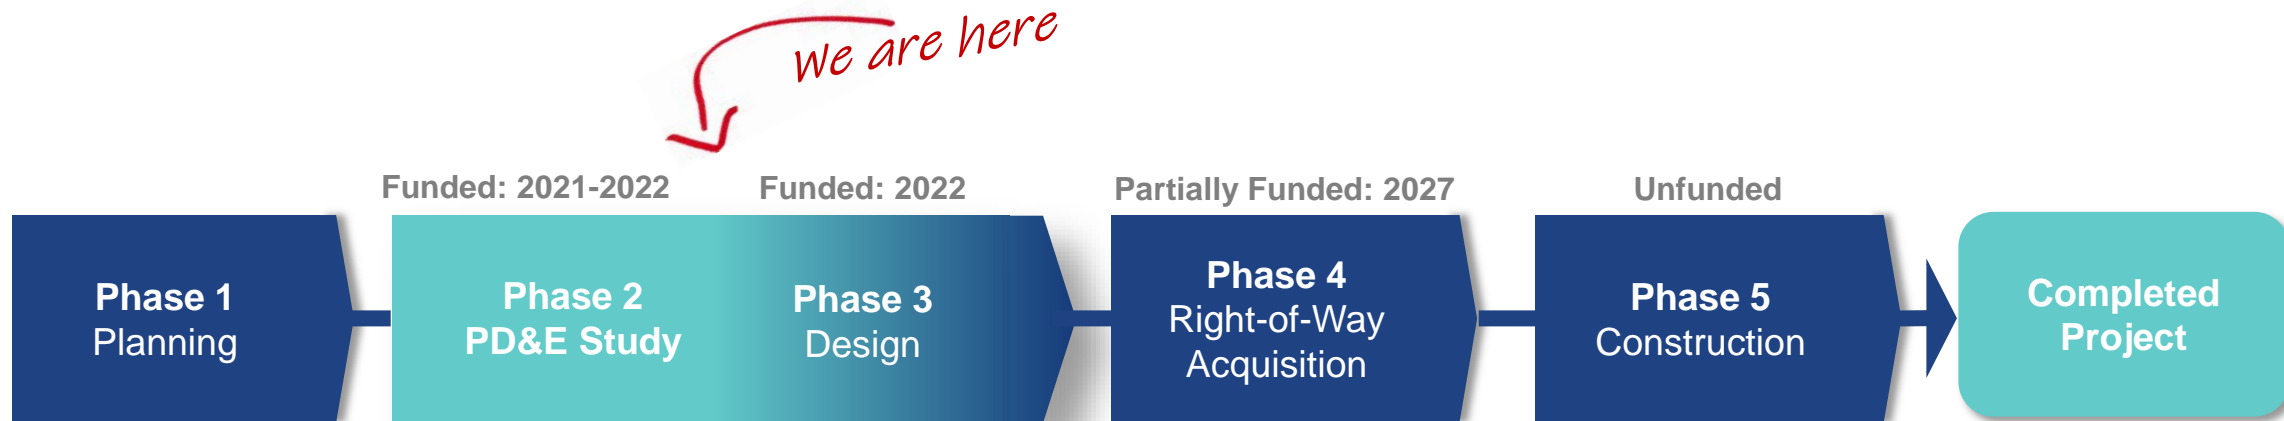 We are here
Funded: 2021-2022
Funded: 2022
Partially Funded: 2027
Unfunded
Phase 1
Planning
Phase 2
PD&E Study
Phase 3
Design
Phase 4
Right-of-Way
Acquisition
Phase 5
Construction
Completed
Project